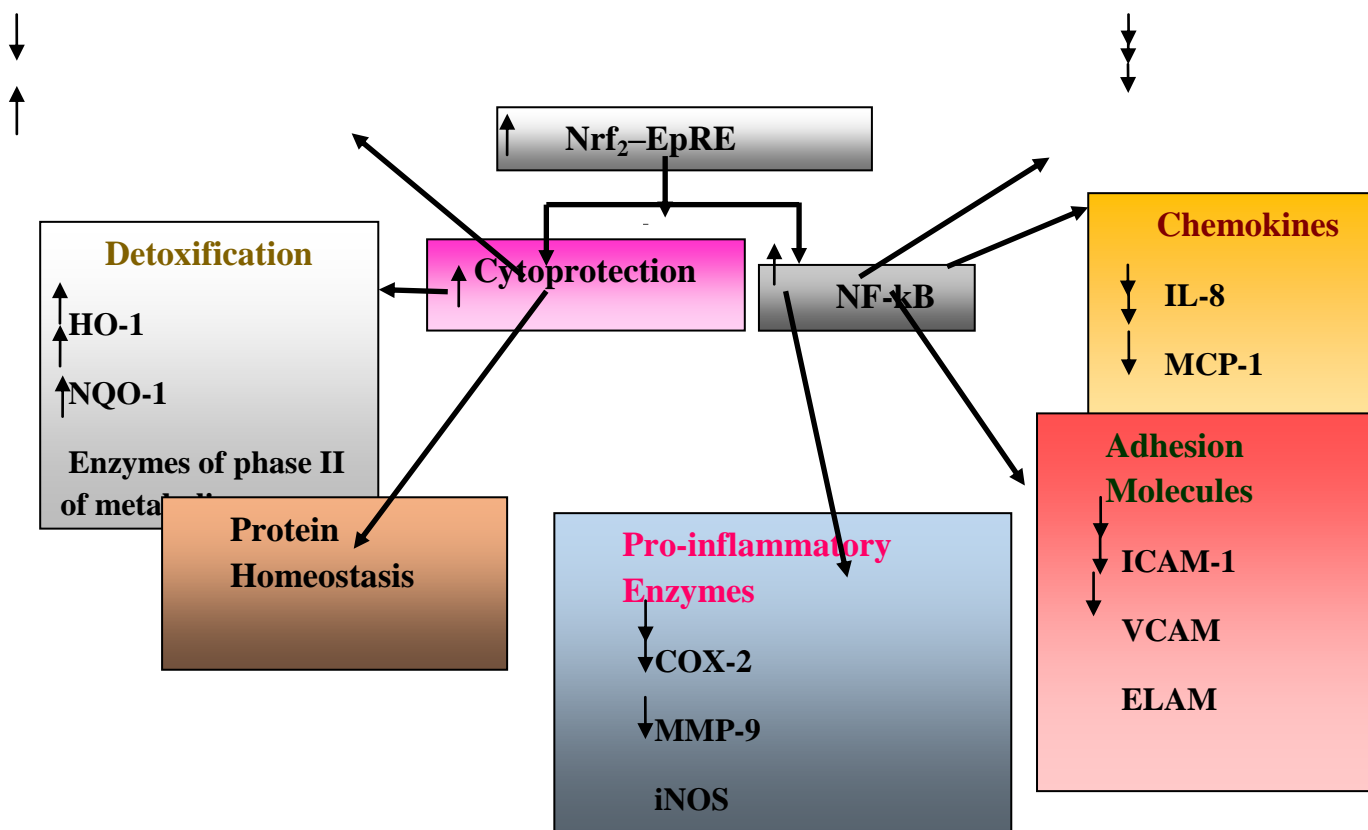 Nrf₂–EpRE
Cytoprotection
NF-kB
Detoxification
HO-1
NQO-1
Enzymes of phase II
of
Protein
Homeostasis
Pro-inflammatory
Enzymes
COX-2
MMP-9
iNOS
Chemokines
IL-8
MCP-1
Adhesion
Molecules
ICAM-1
VCAM
ELAM